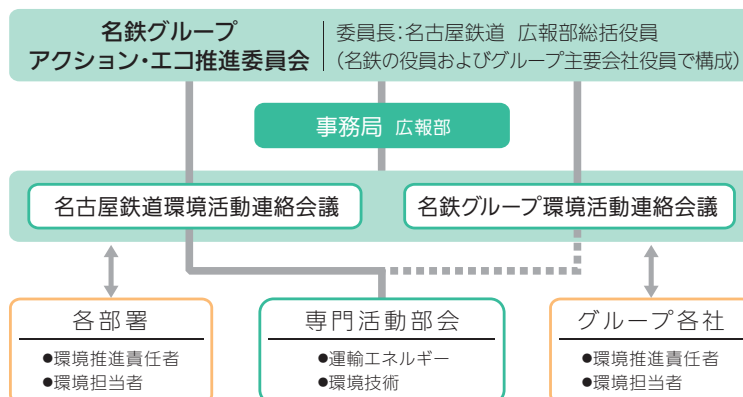 名鉄グループ
アクション・エコ推進委員会
委員長:名古屋鉄道 広報部総括役員
(名鉄の役員およびグループ主要会社役員で構成)
事務局 広報部
名古屋鉄道環境活動連絡会議
名鉄グループ環境活動連絡会議
各部署
●環境推進責任者
●環境担当者
専門活動部会
●運輸エネルギー
●環境技術
グループ各社
●環境推進責任者
●環境担当者